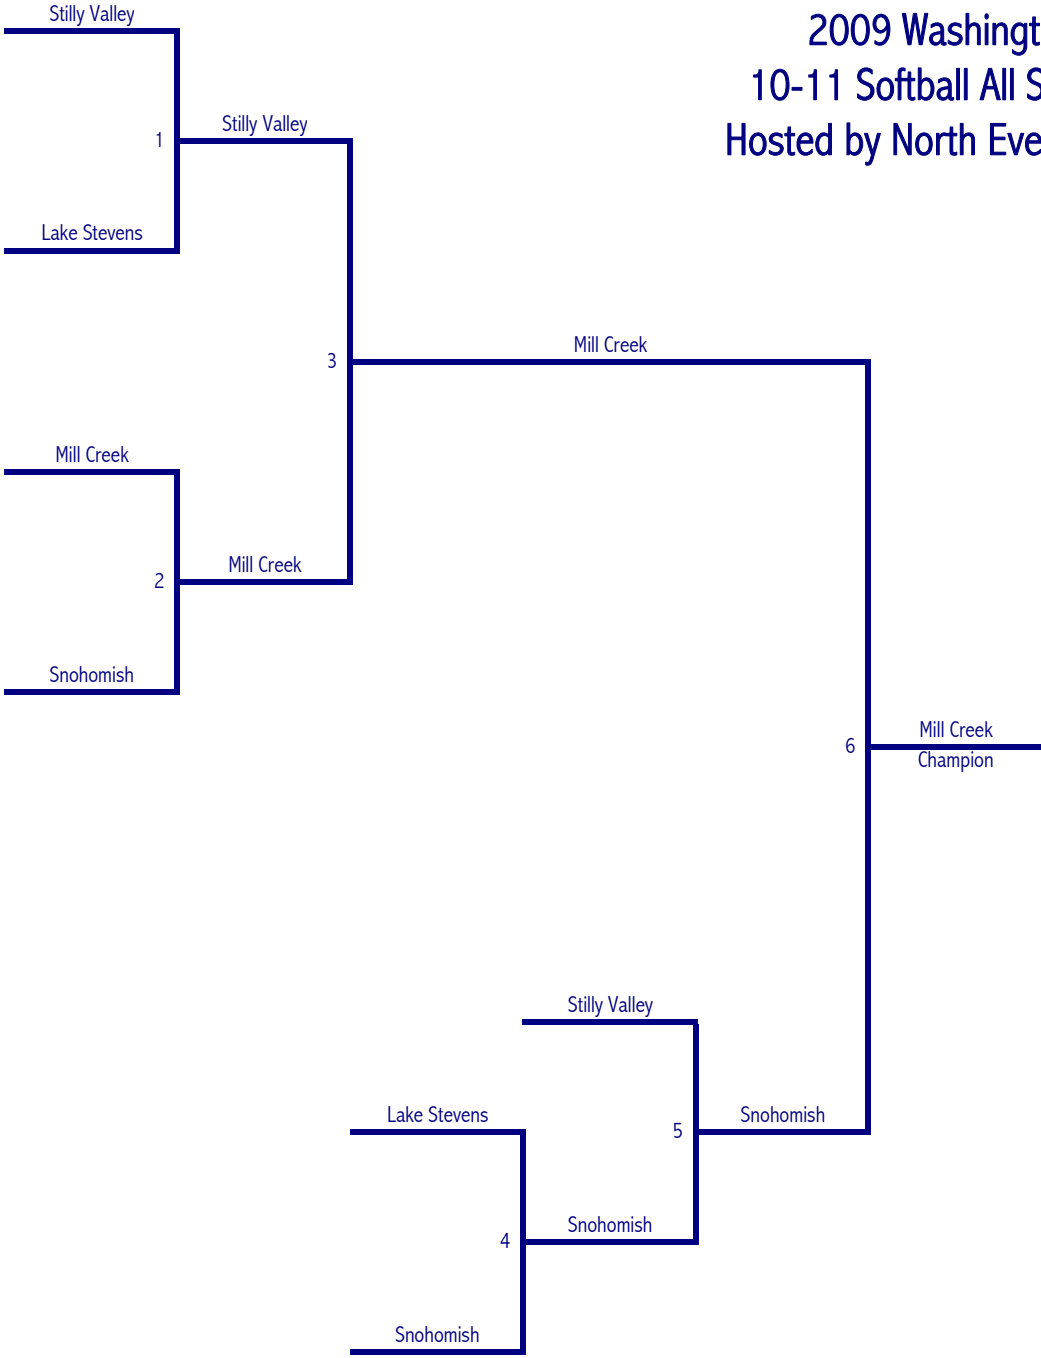 Stilly Valley
2009 Washingt
10-11 Softball All S
Hosted by North Eve
Stilly Valley
1
Lake Stevens
Mill Creek
3
Mill Creek
Mill Creek
2
Snohomish
Mill Creek
6
Champion
Stilly Valley
Lake Stevens
Snohomish
5
Snohomish
4
Snohomish